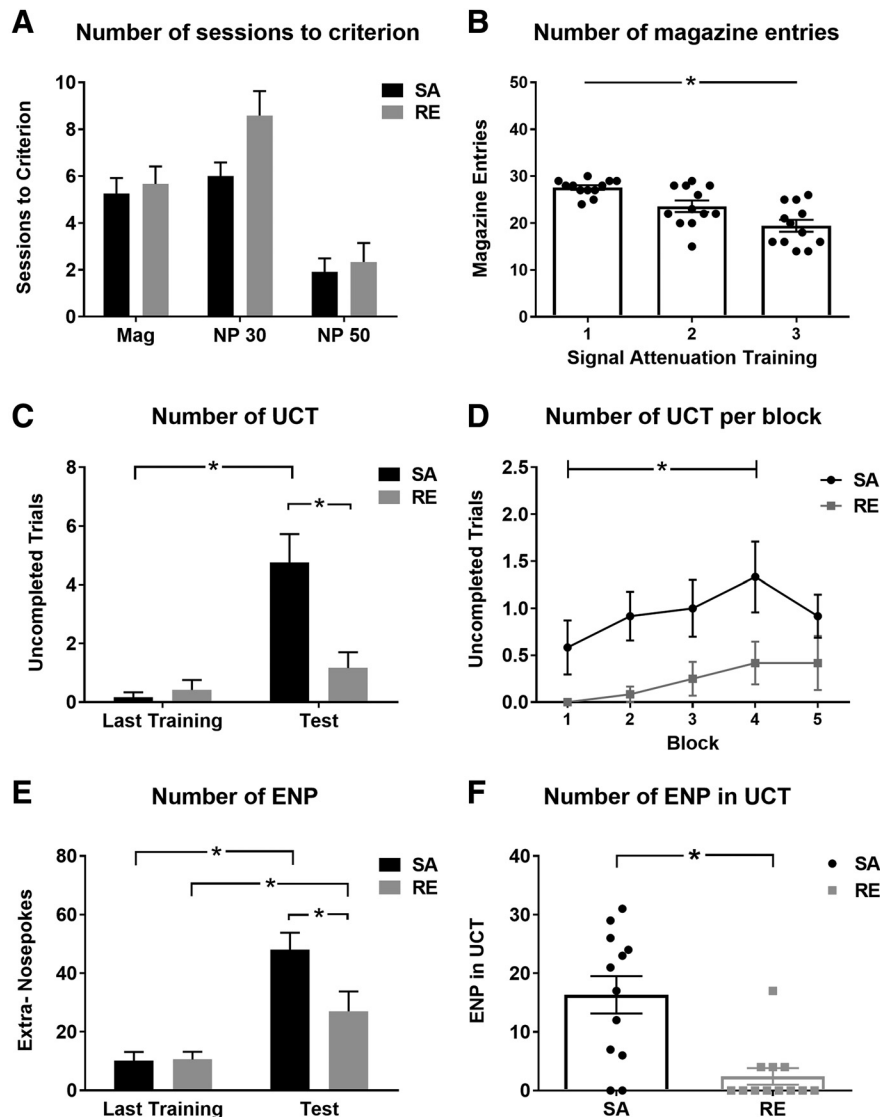 A
Number of sessions to criterion
Sessions to Criterion
10
8
6
4
2
0
Mag NP 30 NP 50
SA
RE
B
Number of magazine entries
*
Magazine Entries
50
40
30
20
10
0
1 2 3
Signal Attenuation Training
C
Number of UCT
Uncompleted Trials
8
6
4
2
0
*
*
Last Training Test
SA
RE
D
Number of UCT per block
Uncompleted Trials
2.5
2.0
1.5
1.0
0.5
0.0
*
1 2 3 4 5
Block
SA
RE
E
Number of ENP
Extra- Nosepokes
80
60
40
20
0
*
*
*
Last Training Test
SA
RE
F
Number of ENP in UCT
ENP in UCT
40
30
20
10
0
*
SA RE
SA
RE